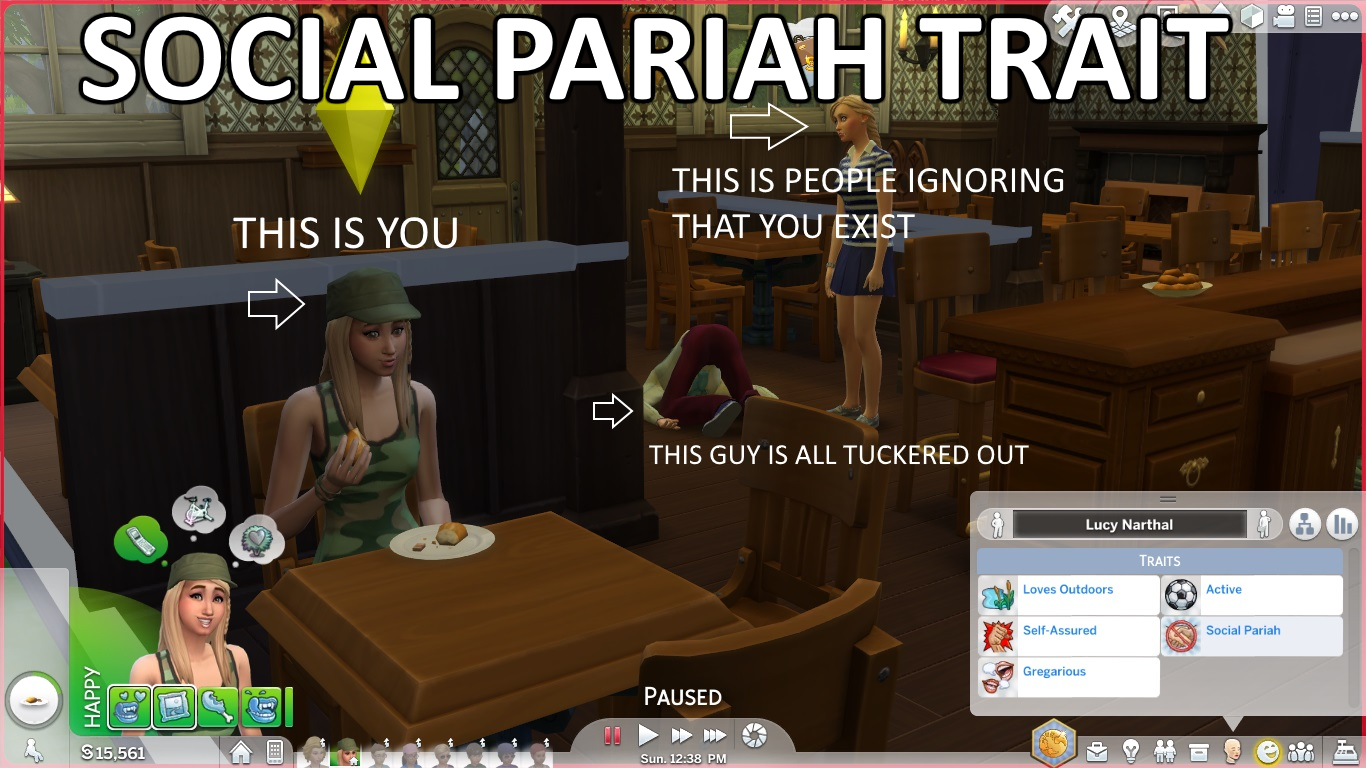 SOCIAL PARIAH TRAIT
THIS IS PEOPLE IGNORING
THAT YOU EXIST
THIS IS YOU
THIS GUY IS ALL TUCKERED OUT
Lucy Narthal
TRAITS
Loves Outdoors
Active
Self-Assured
Social Pariah
Gregarious
HAPPY
PAUSED
§15,561
Sun. 12:38 PM